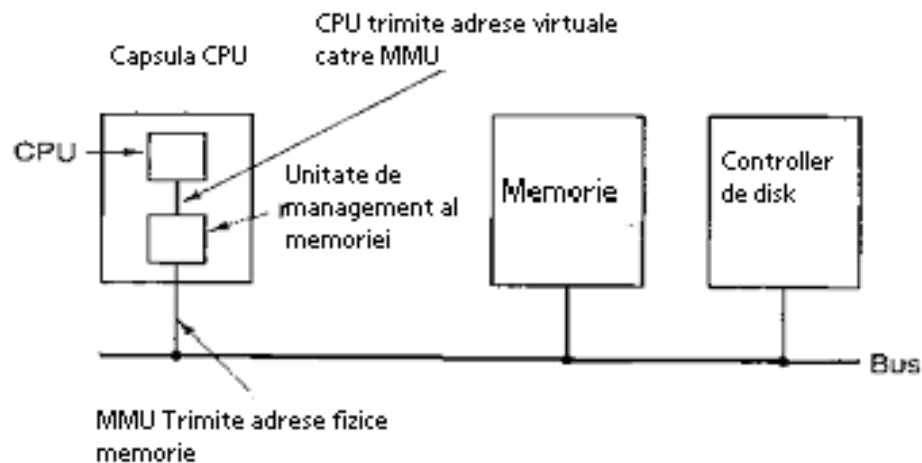 CPU trimite adrese virtuale
catre MMU
Capsula CPU
CPU
Unitate de
management al
memoriei
Memorie
Controller
de disk
Bus
MMU Trimite adrese fizice
memorie